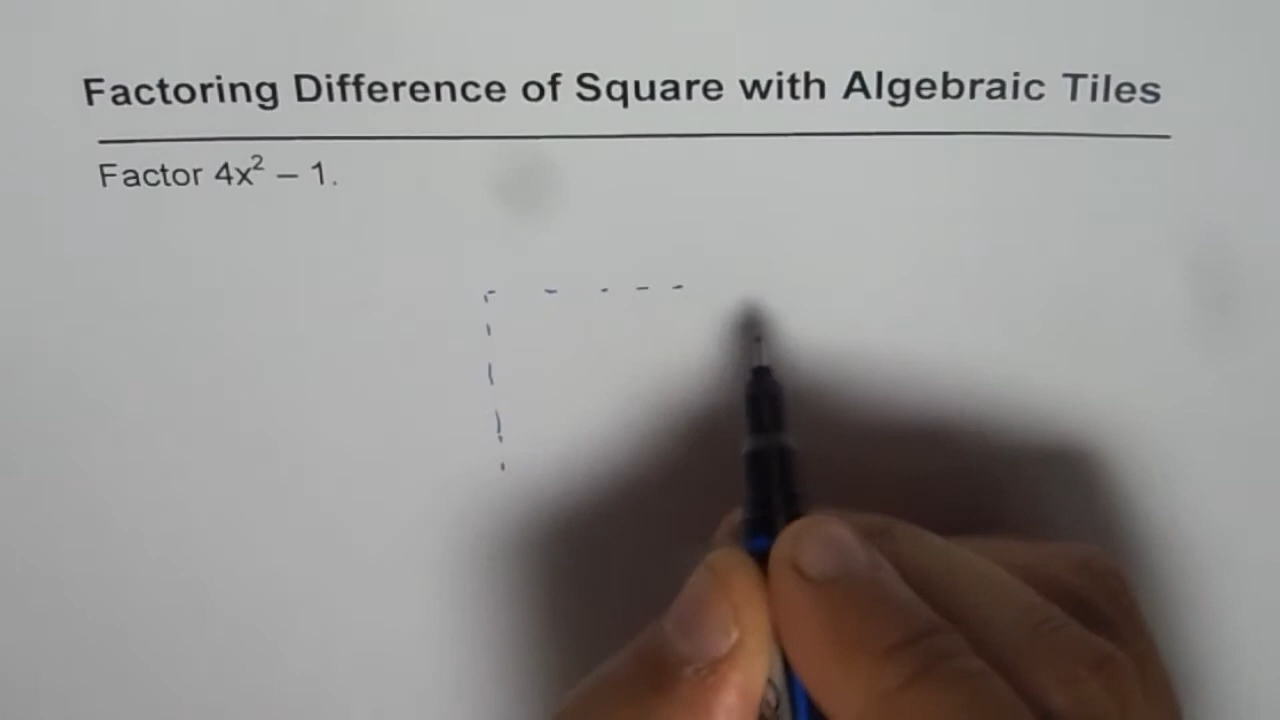 Factoring Difference of Square with Algebraic Tiles
Factor 4x² – 1.